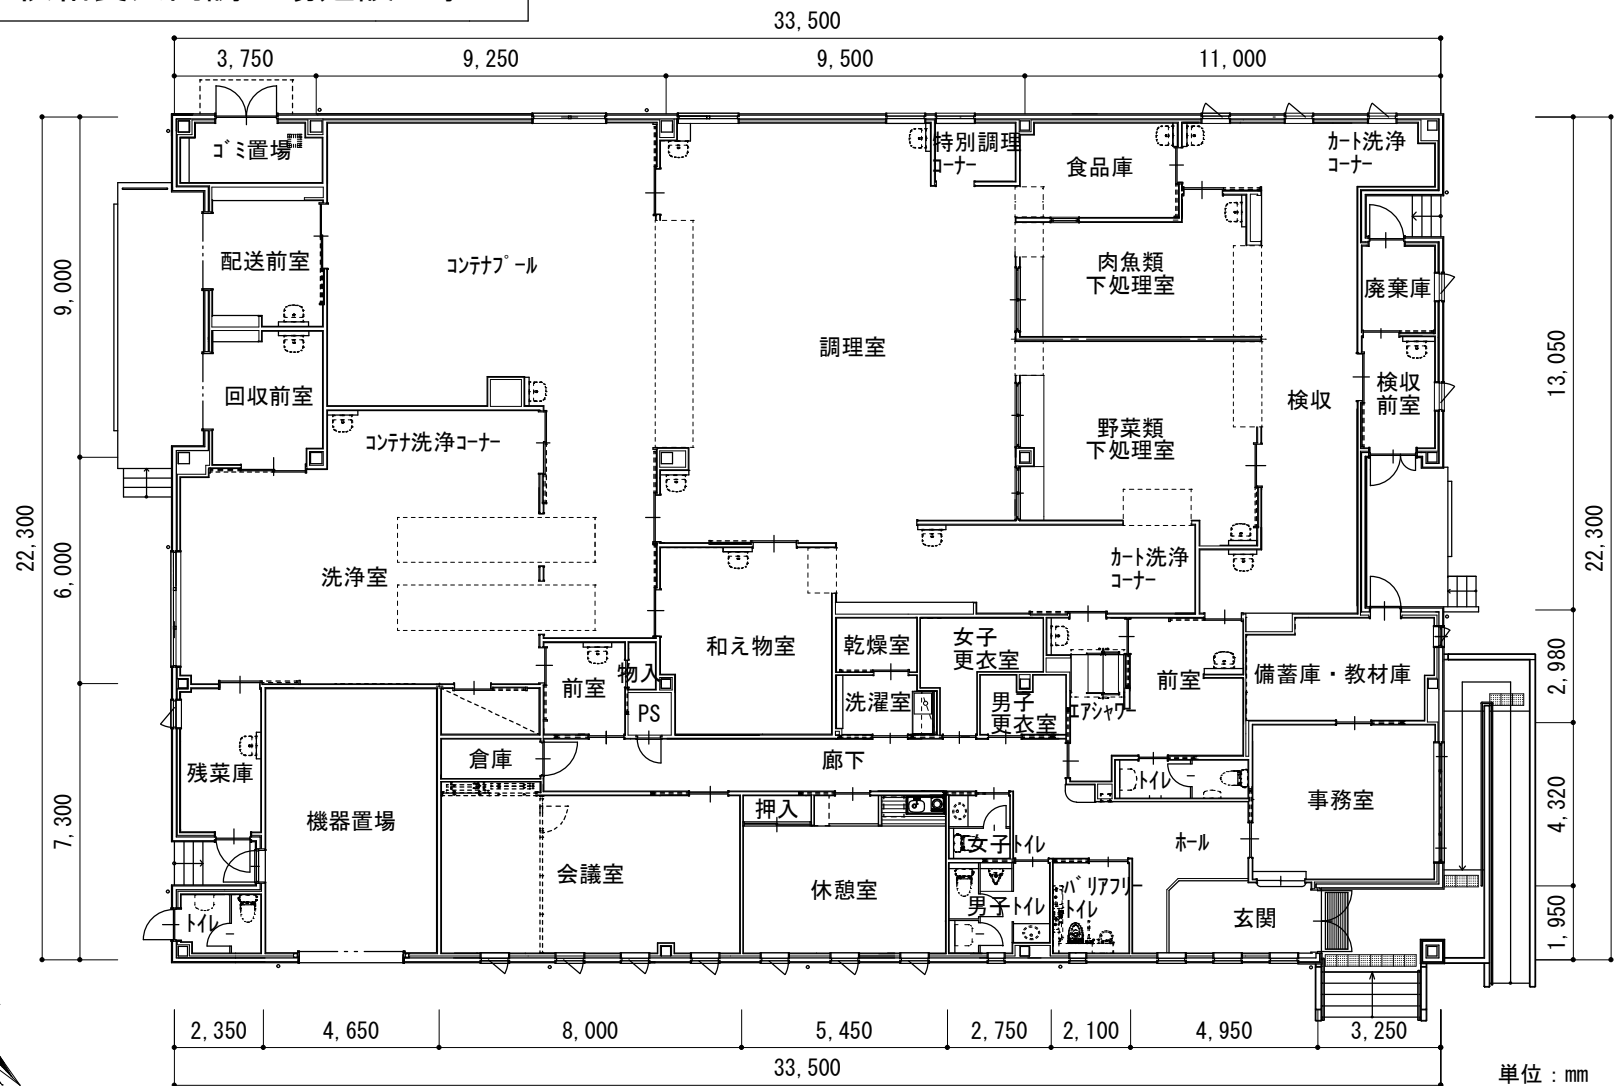 33,500
3,750
9,250
9,500
11,000
ゴミ置場
特別調理
コーナー
食品庫
カート洗浄
コーナー
配送前室
コンテナプール
肉魚類
下処理室
廃棄庫
9,000
調理室
13,050
回収前室
検収
検収
前室
コンテナ洗浄コーナー
野菜類
下処理室
22,300
6,000
22,300
洗浄室
カート洗浄
コーナー
和え物室
乾燥室
女子
更衣室
前室
物入
前室
備蓄庫・教材庫
2,980
PS
洗濯室
男子
更衣室
エアシャワー
倉庫
廊下
残菜庫
トイレ
事務室
4,320
7,300
機器置場
押入
女子トイレ
ホール
会議室
休憩室
バリアフリー
トイレ
男子トイレ
トイレ
玄関
1,950
2,350
4,650
8,000
5,450
2,750
2,100
4,950
3,250
33,500
単位：mm